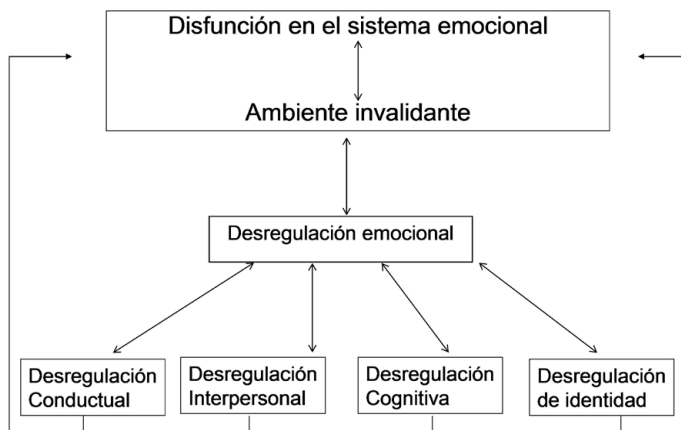 Disfunción en el sistema emocional
Ambiente invalidante
Desregulación emocional
Desregulación
Conductual
Desregulación
Interpersonal
Desregulación
Cognitiva
Desregulación
de identidad